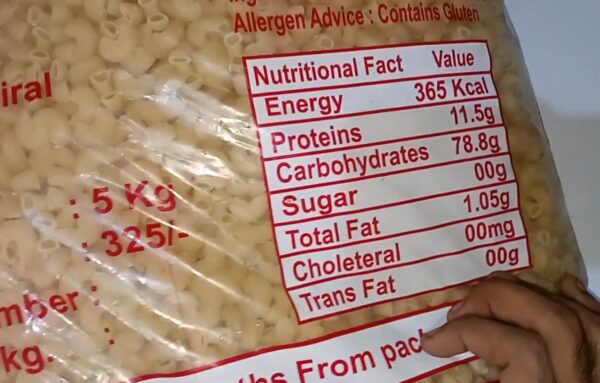 Allergen Advice : Contains Gluten
Nutritional Fact Value
Energy 365 Kcal
Proteins 11.5g
Carbohydrates 78.8g
Sugar 00g
Total Fat 1.05g
Choleteral 00mg
Trans Fat 00g
iral
: 5 Kg
: 325/-
mber :
kg. :
hs From pac